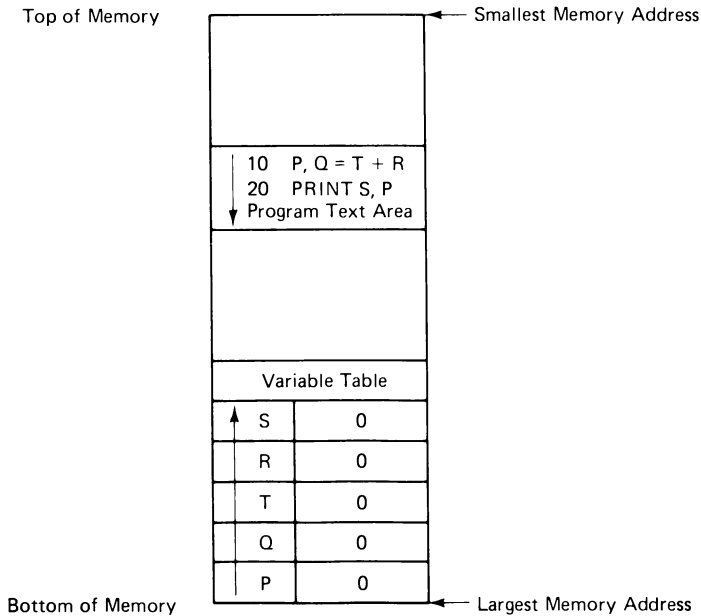 Top of Memory
Smallest Memory Address
10 P, Q = T + R
20 PRINT S, P
Program Text Area
Variable Table
S 0
R 0
T 0
Q 0
P 0
Bottom of Memory
Largest Memory Address